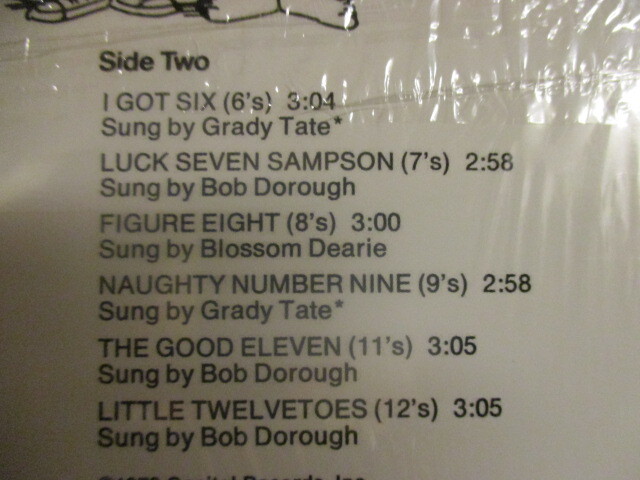 Side Two
I GOT SIX (6's) 3:04
Sung by Grady Tate*
LUCK SEVEN SAMPSON (7's) 2:58
Sung by Bob Dorough
FIGURE EIGHT (8's) 3:00
Sung by Blossom Dearie
NAUGHTY NUMBER NINE (9's) 2:58
Sung by Grady Tate*
THE GOOD ELEVEN (11's) 3:05
Sung by Bob Dorough
LITTLE TWELVETOES (12's) 3:05
Sung by Bob Dorough
Capitol Records, Inc.